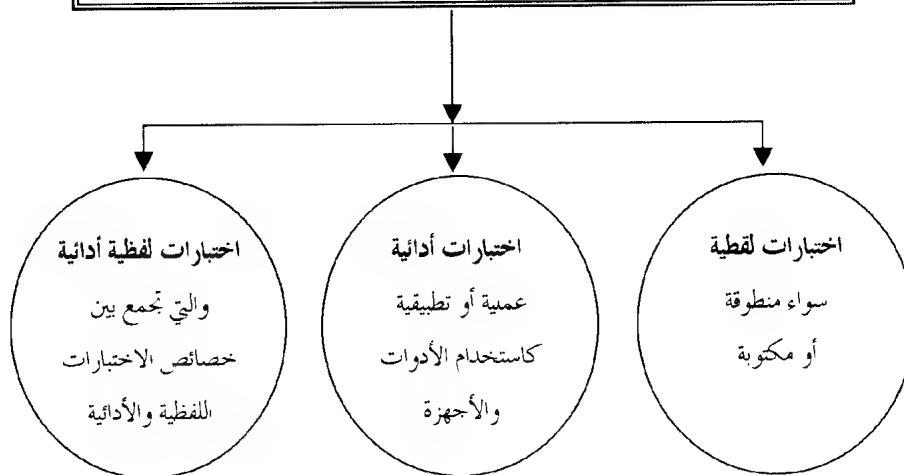 اختبارات لقطية
سواء منطوقة
أو مكتوبة
اختبارات أدائية
عملية أو تطبيقية
كاستخدام الأدوات
والأجهزة
اختبارات لفظية أدائية
والتي تجمع بين
خصائص الاختبارات
اللفظية والأدائية